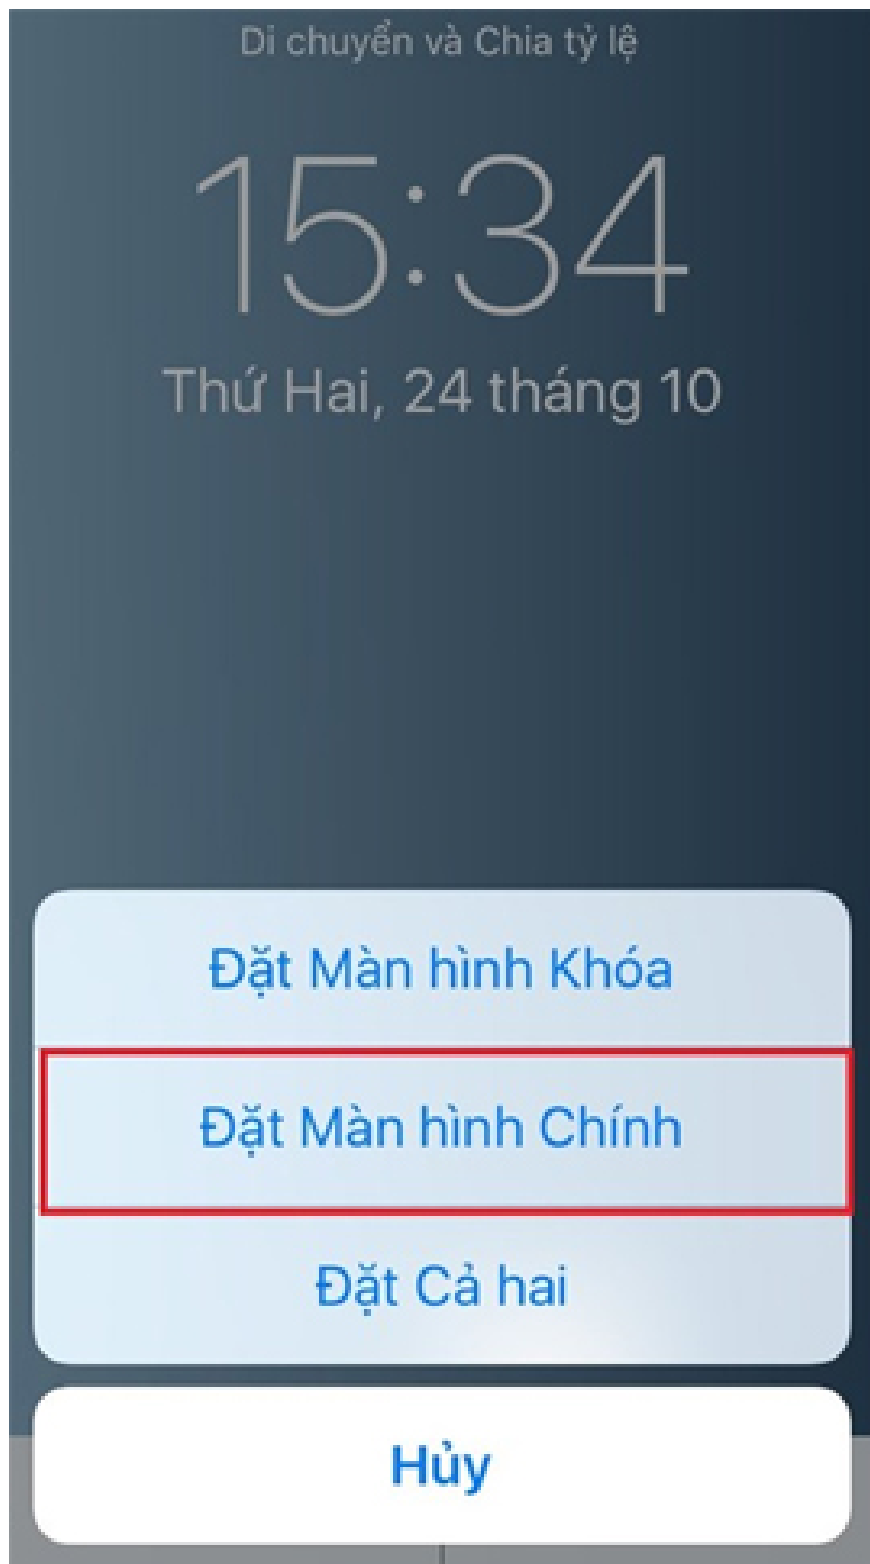 Di chuyển và Chia tỷ lệ
15:34
Thứ Hai, 24 tháng 10
Đặt Màn hình Khóa
Đặt Màn hình Chính
Đặt Cả hai
Hủy